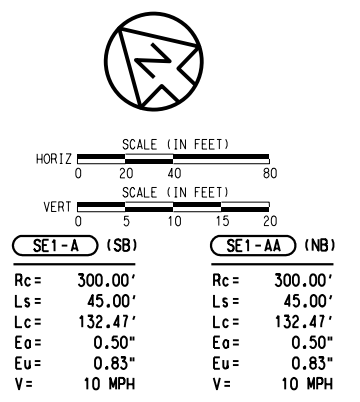 N
SCALE (IN FEET)
HORIZ
0 20 40 80
SCALE (IN FEET)
VERT
0 5 10 15 20
SE1-A (SB) SE1-AA (NB)
Rc= 300.00' Rc= 300.00'
Ls= 45.00' Ls= 45.00'
Lc= 132.47' Lc= 132.47'
Ea= 0.50" Ea= 0.50"
Eu= 0.83" Eu= 0.83"
V= 10 MPH V= 10 MPH